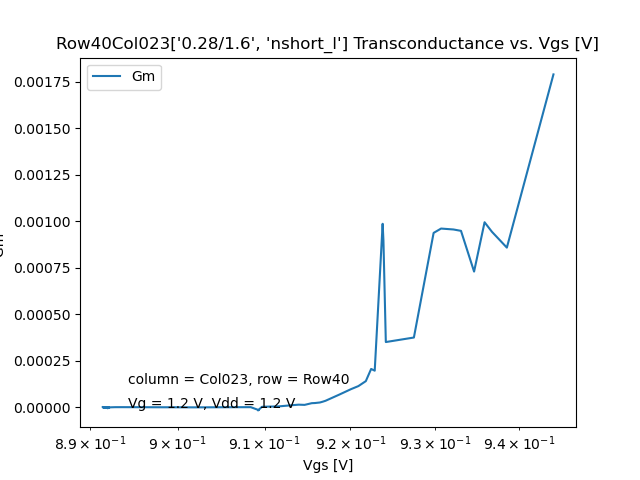 Row40Col023['0.28/1.6', 'nshort_l'] Transconductance vs. Vgs [V]
Gm
0.00175
0.00150
0.00125
0.00100
0.00075
0.00050
0.00025
0.00000
Gm
column = Col023, row = Row40
Vg = 1.2 V, Vdd = 1.2 V
8.9 × 10⁻¹ 9 × 10⁻¹ 9.1 × 10⁻¹ 9.2 × 10⁻¹ 9.3 × 10⁻¹ 9.4 × 10⁻¹
Vgs [V]